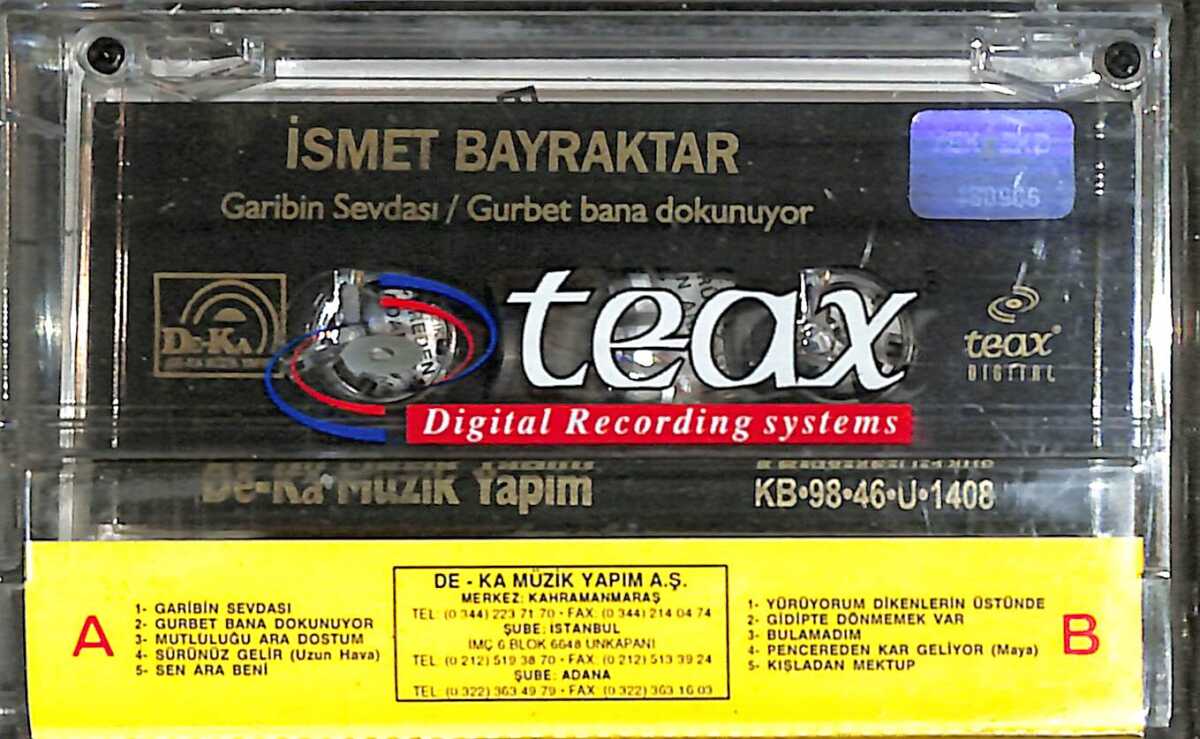 İSMET BAYRAKTAR
Garibin Sevdası / Gurbet bana dokunuyor
DE-KA
teax
Digital Recording systems
teax
DIGITAL
De-Ka Müzik Yapım
KB•98•46•U•1408
A
1- GARİBİN SEVDASI
2- GURBET BANA DOKUNUYOR
3- MUTLULUĞU ARA DOSTUM
4- SÜRÜNÜZ GELİR (Uzun Hava)
5- SEN ARA BENİ
DE - KA MÜZİK YAPIM A.Ş.
MERKEZ: KAHRAMANMARAŞ
TEL: (0 344) 223 71 70 • FAX: (0 344) 214 04 74
ŞUBE: İSTANBUL
İMÇ 6 BLOK 6648 UNKAPANI
TEL: (0 212) 519 38 70 • FAX: (0 212) 513 39 24
ŞUBE: ADANA
TEL: (0 322) 363 49 79 • FAX: (0 322) 363 16 03
1- YÜRÜYORUM DİKENLERİN ÜSTÜNDE
2- GİDİPTE DÖNMEMEK VAR
3- BULAMADIM
4- PENCEREDEN KAR GELİYOR (Maya)
5- KIŞLADAN MEKTUP
B